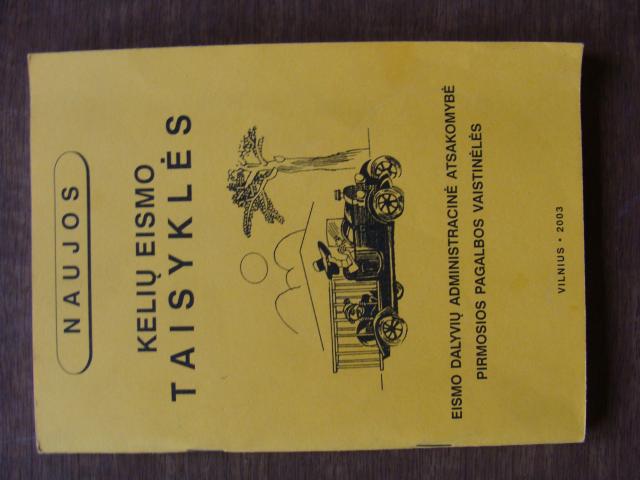 NAUJOS
KELIŲ EISMO
TAISYKLĖS
EISMO DALYVIŲ ADMINISTRACINĖ ATSAKOMYBĖ
PIRMOSIOS PAGALBOS VAISTINĖLĖS
VILNIUS • 2003